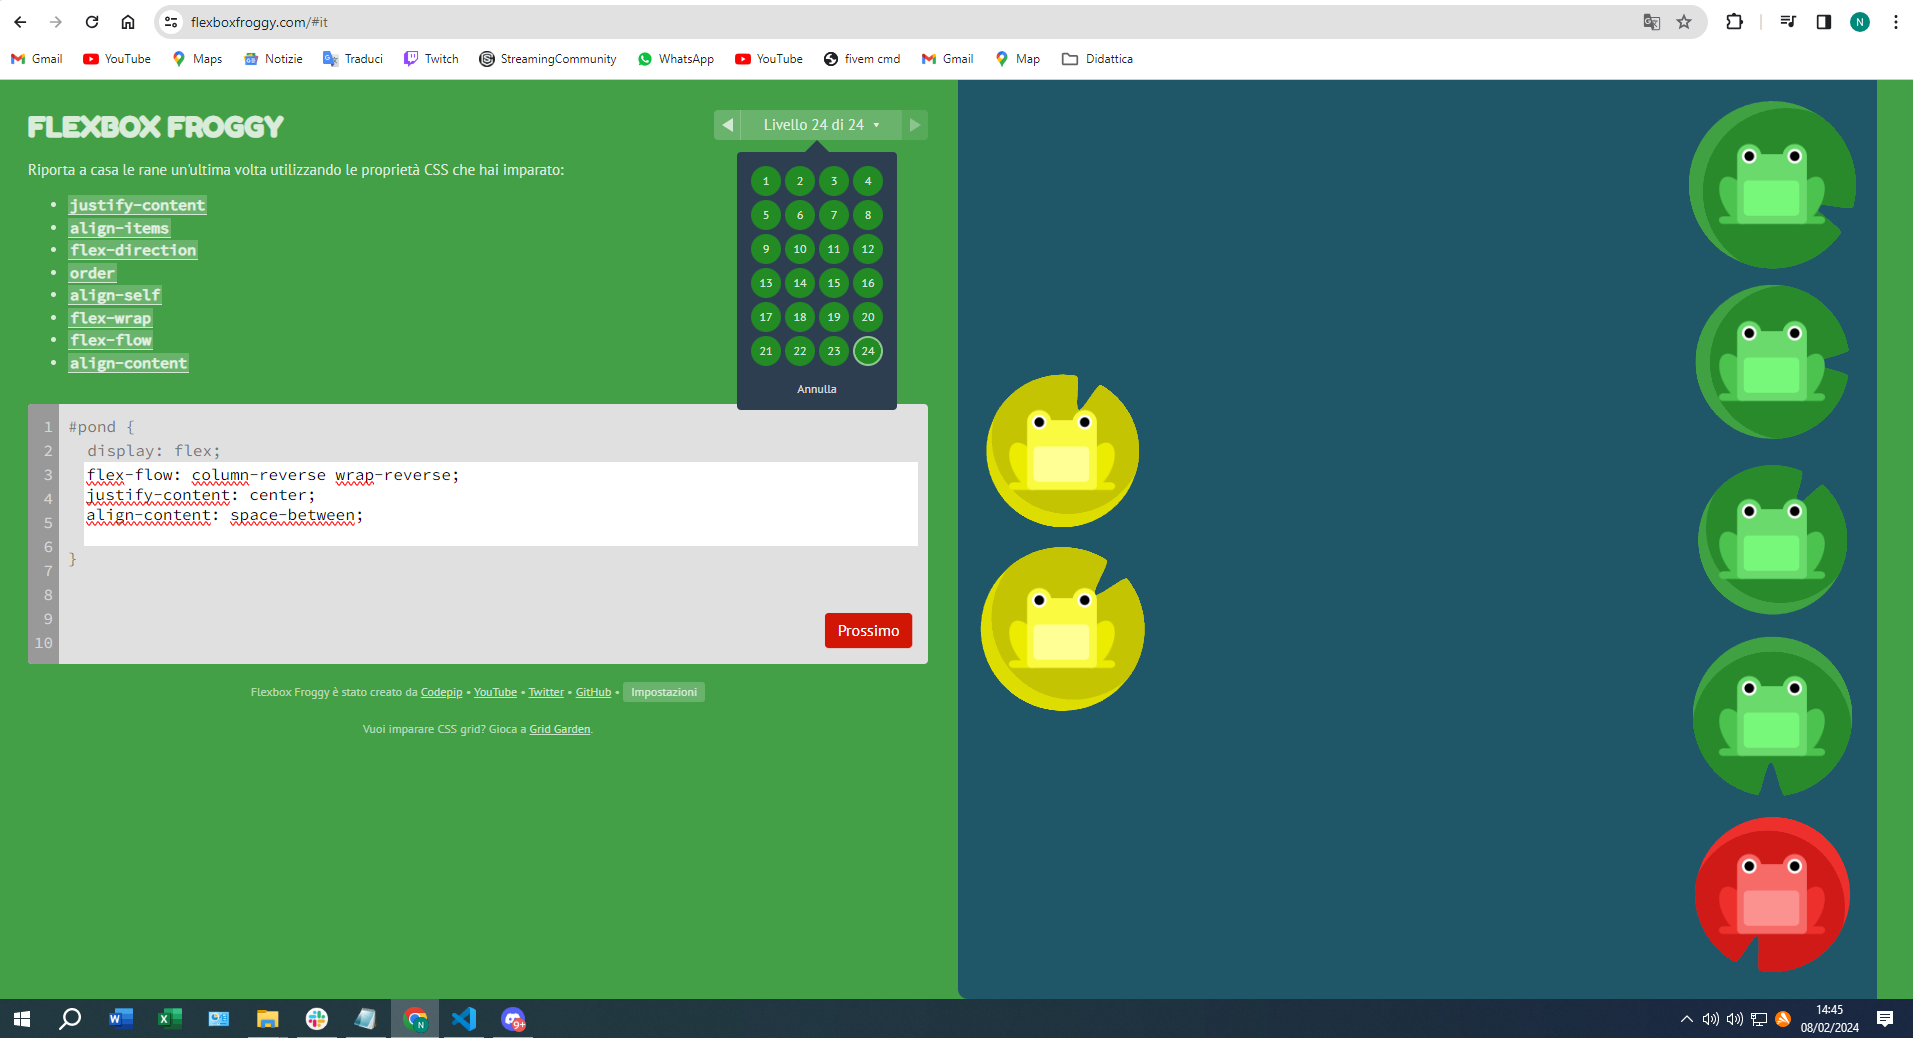 flexboxfroggy.com/#it
N
Gmail
YouTube
Maps
Notizie
Traduci
Twitch
StreamingCommunity
WhatsApp
YouTube
fivem cmd
Gmail
Map
Didattica
FLEXBOX FROGGY
Livello 24 di 24
Riporta a casa le rane un'ultima volta utilizzando le proprietà CSS che hai imparato:
justify-content
align-items
flex-direction
order
align-self
flex-wrap
flex-flow
align-content
1 2 3 4
5 6 7 8
9 10 11 12
13 14 15 16
17 18 19 20
21 22 23 24
Annulla
1 #pond {
2 display: flex;
3 flex-flow: column-reverse wrap-reverse;
4 justify-content: center;
5 align-content: space-between;
6
7 }
8
9
10
Prossimo
Flexbox Froggy è stato creato da Codepip • YouTube • Twitter • GitHub • Impostazioni
Vuoi imparare CSS grid? Gioca a Grid Garden.
N
9+
14:45
08/02/2024